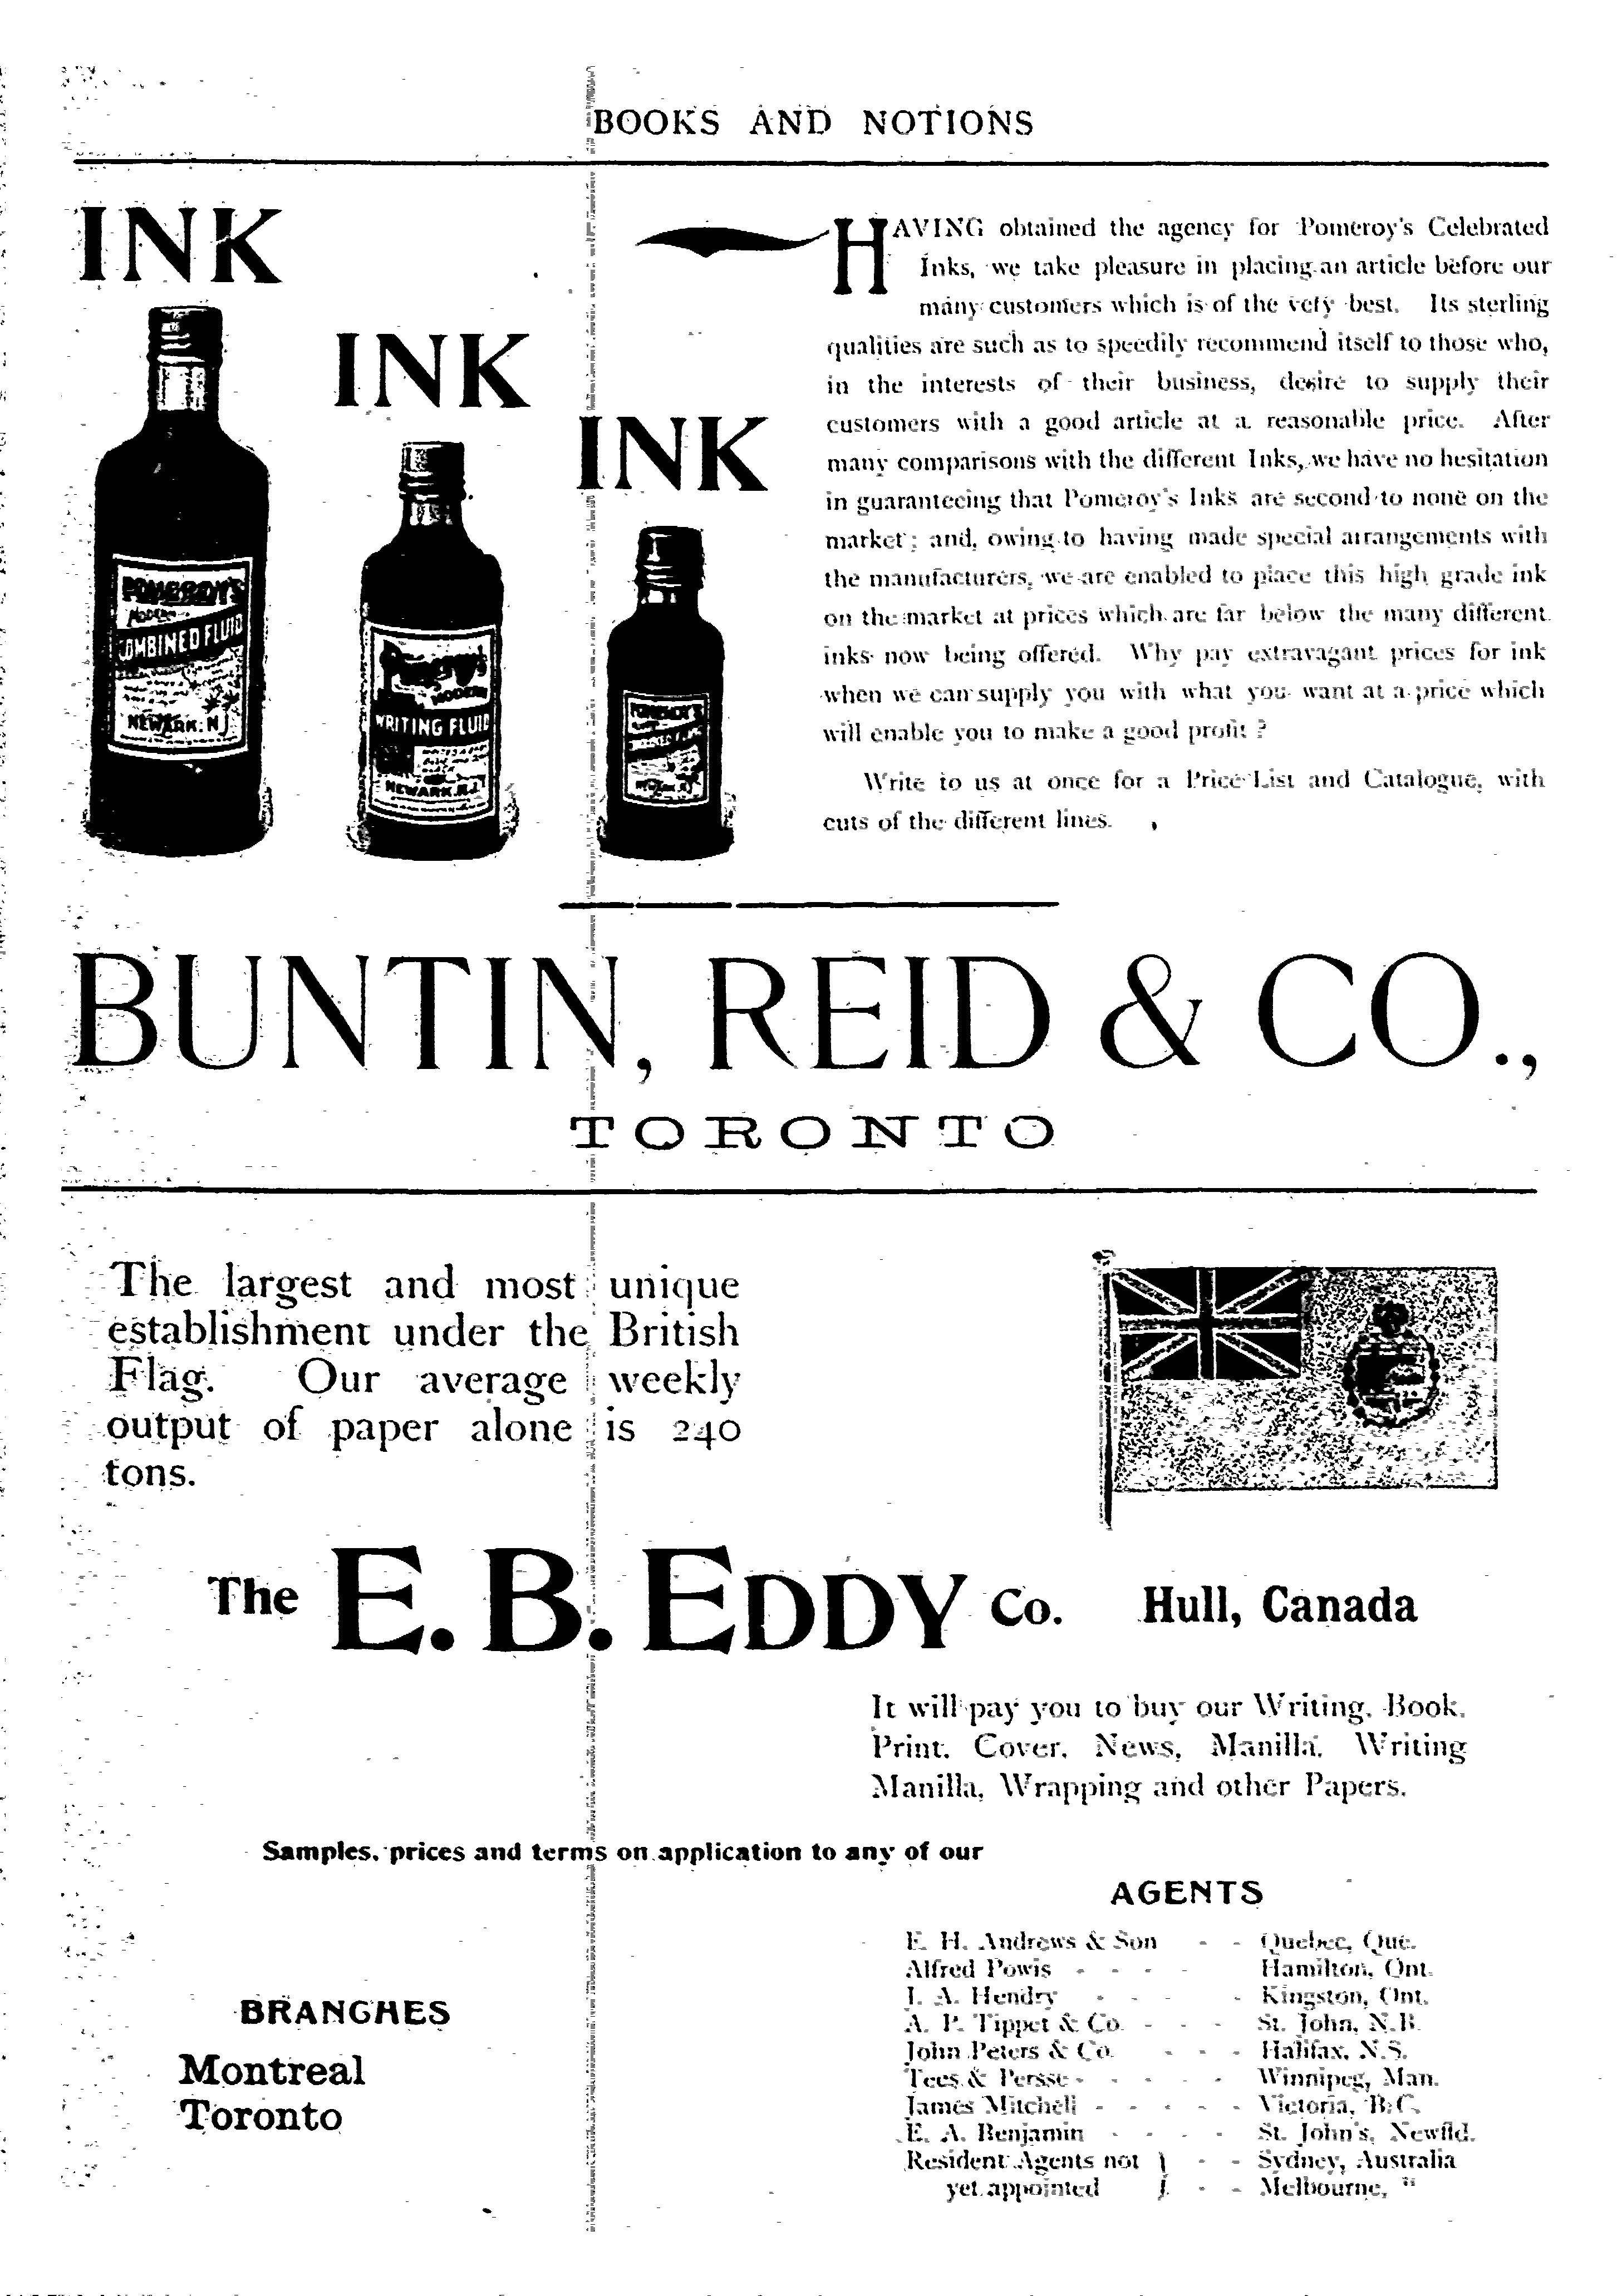 BOOKS AND NOTIONS
INK
INK
INK
POMEROY'S
MODERN
COMBINED FLUID
NEWARK, N.J
Pomeroy's
MODERN
WRITING FLUID
NEWARK, N.J.
POMEROY'S
HAVING obtained the agency for Pomeroy's Celebrated
Inks, we take pleasure in placing an article before our
many customers which is of the very best. Its sterling
qualities are such as to speedily recommend itself to those who,
in the interests of their business, desire to supply their
customers with a good article at a reasonable price. After
many comparisons with the different Inks, we have no hesitation
in guaranteeing that Pomeroy's Inks are second to none on the
market; and, owing to having made special arrangements with
the manufacturers, we are enabled to place this high grade ink
on the market at prices which are far below the many different
inks now being offered. Why pay extravagant prices for ink
when we can supply you with what you want at a price which
will enable you to make a good profit?
Write to us at once for a Price List and Catalogue, with
cuts of the different lines.
BUNTIN, REID & CO.,
TORONTO
The largest and most unique
establishment under the British
Flag. Our average weekly
output of paper alone is 240
tons.
The E. B. EDDY Co. Hull, Canada
It will pay you to buy our Writing, Book,
Print, Cover, News, Manilla, Writing
Manilla, Wrapping and other Papers.
Samples, prices and terms on application to any of our
AGENTS
E. H. Andrews & Son - - Quebec, Que.
Alfred Powis - - - - Hamilton, Ont.
J. A. Hendry - - - - Kingston, Ont.
A. P. Tippet & Co. - - - St. John, N.B.
John Peters & Co. - - - Halifax, N.S.
Tees & Persse - - - - - Winnipeg, Man.
James Mitchell - - - - - Victoria, B.C.
E. A. Benjamin - - - - St. John's, Newfld.
Resident Agents not } - - Sydney, Australia
yet appointed } - - Melbourne, "
BRANCHES
Montreal
Toronto